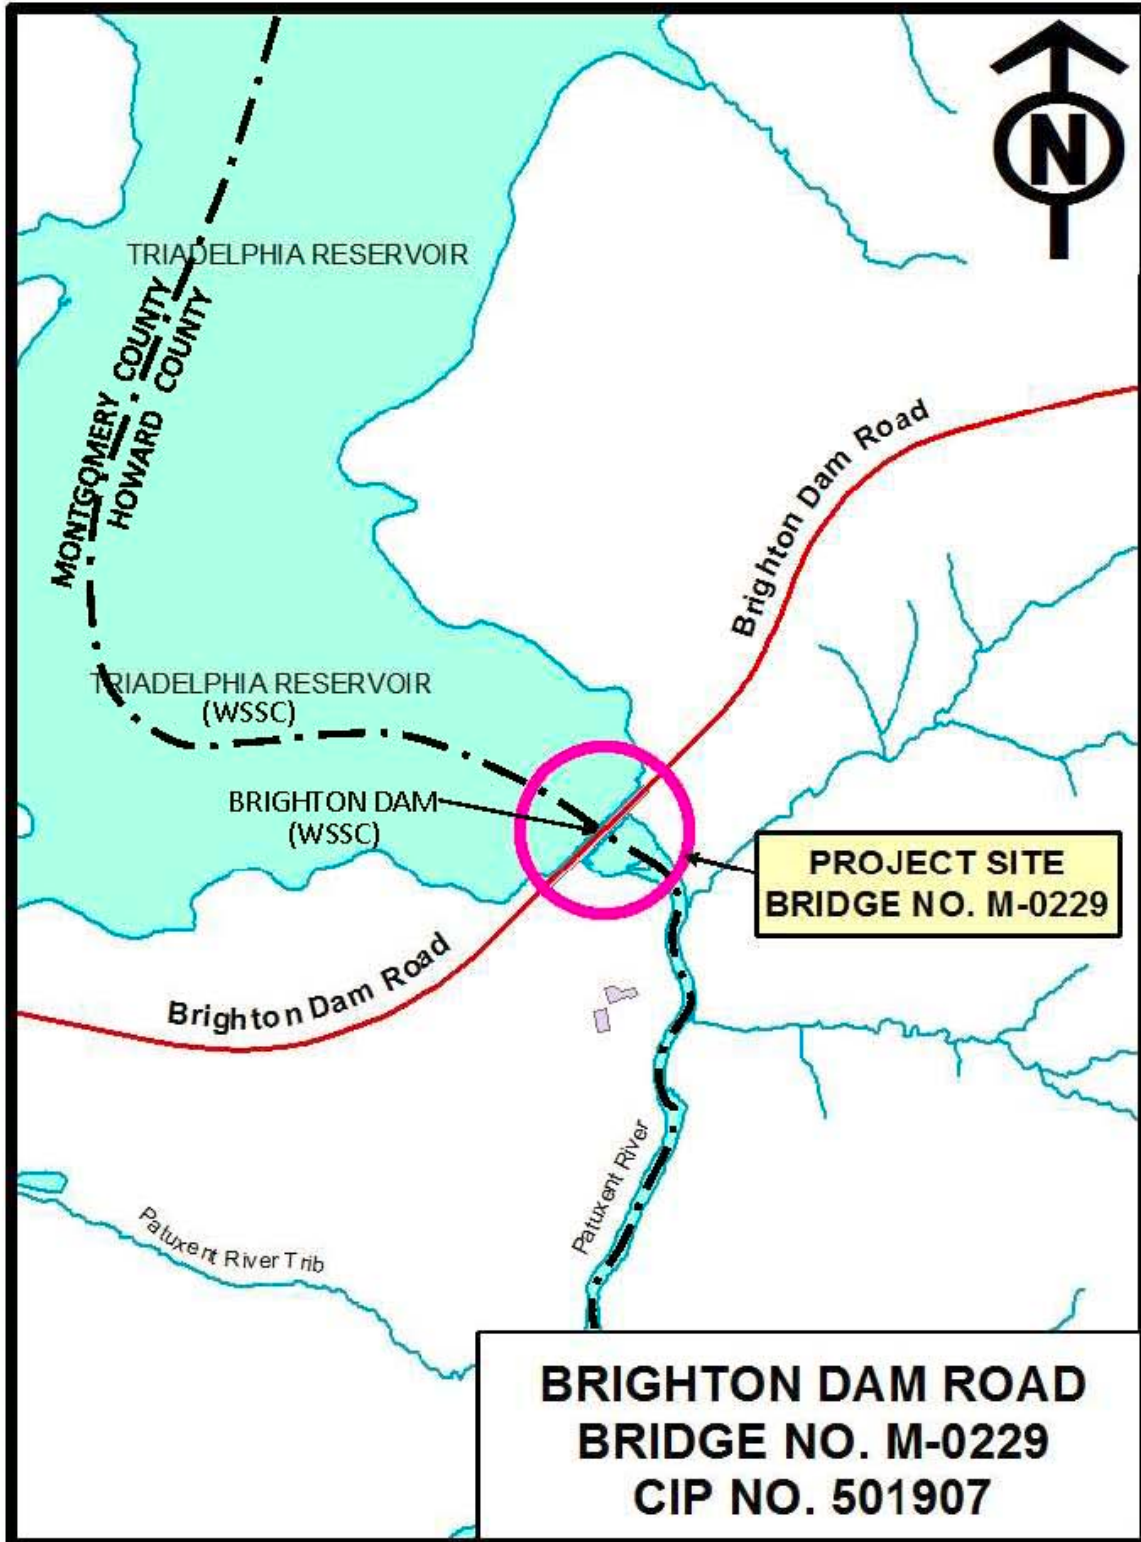 N
TRIADELPHIA RESERVOIR
MONTGOMERY COUNTY
HOWARD COUNTY
Brighton Dam Road
TRIADELPHIA RESERVOIR
(WSSC)
BRIGHTON DAM
(WSSC)
PROJECT SITE
BRIDGE NO. M-0229
Brighton Dam Road
Patuxent River
Patuxent River Trib
BRIGHTON DAM ROAD
BRIDGE NO. M-0229
CIP NO. 501907